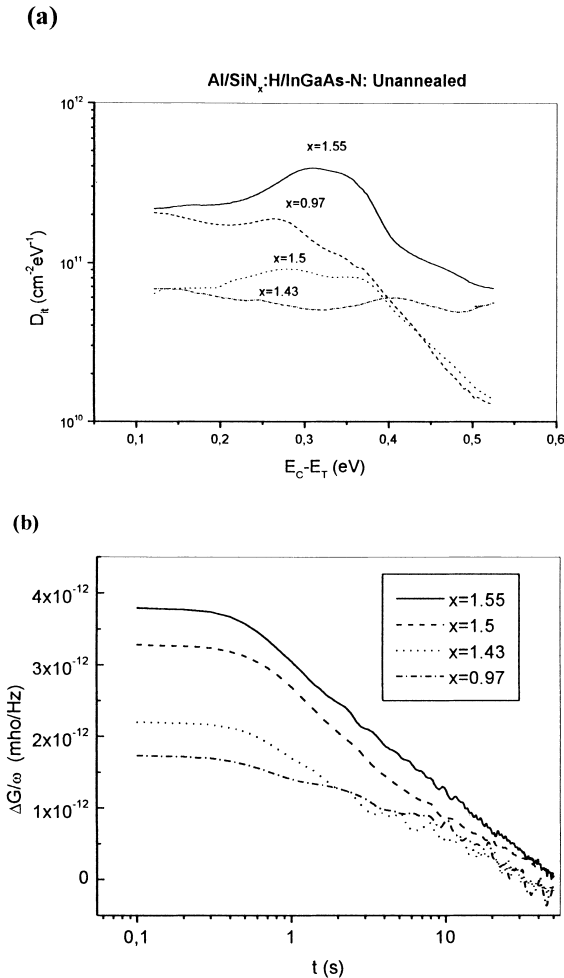 (a)
Al/SiNx:H/InGaAs-N: Unannealed
10¹²
10¹¹
10¹⁰
Dit (cm⁻²eV⁻¹)
x=1.55
x=0.97
x=1.5
x=1.43
0,1 0,2 0,3 0,4 0,5 0,6
EC-ET (eV)
(b)
4x10⁻¹²
3x10⁻¹²
2x10⁻¹²
1x10⁻¹²
0
ΔG/ω (mho/Hz)
x=1.55
x=1.5
x=1.43
x=0.97
0,1 1 10
t (s)